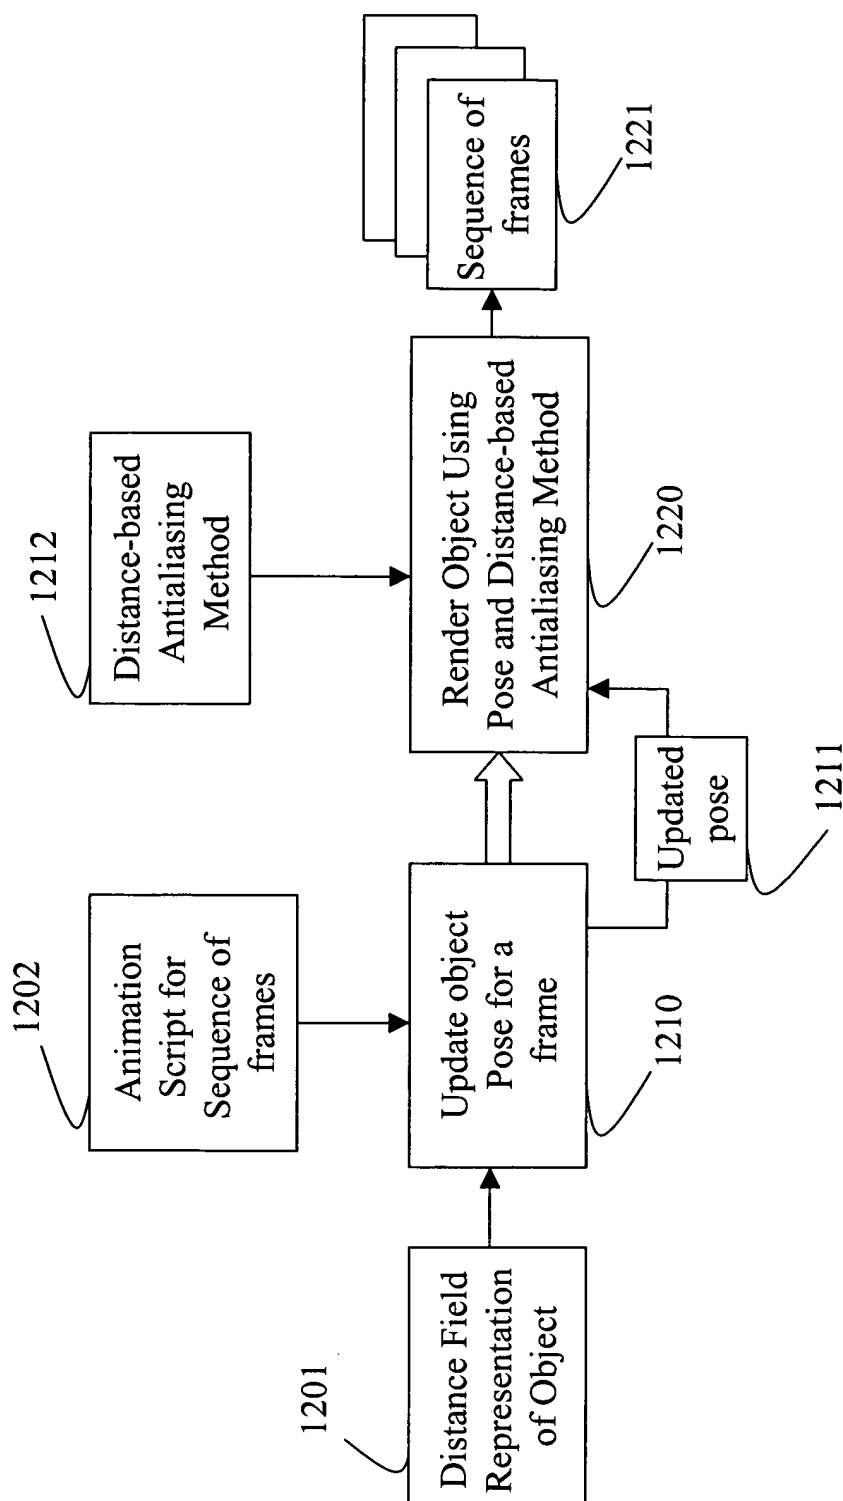 1201
Distance Field
Representation
of Object
1202
Animation
Script for
Sequence of
frames
Update object
Pose for a
frame
1210
Updated
pose
1211
1212
Distance-based
Antialiasing
Method
Render Object Using
Pose and Distance-based
Antialiasing Method
1220
Sequence of
frames
1221